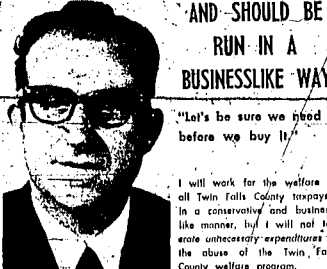 AND SHOULD BE
RUN IN A
BUSINESSLIKE WAY
"Let's be sure we need
before we buy it."
I will work for the welfare
all Twin Falls County taxpaye
in a conservative and busines
like manner, but I will not
erate unnecessary expenditures
the abuse of the Twin Fa
County welfare program.